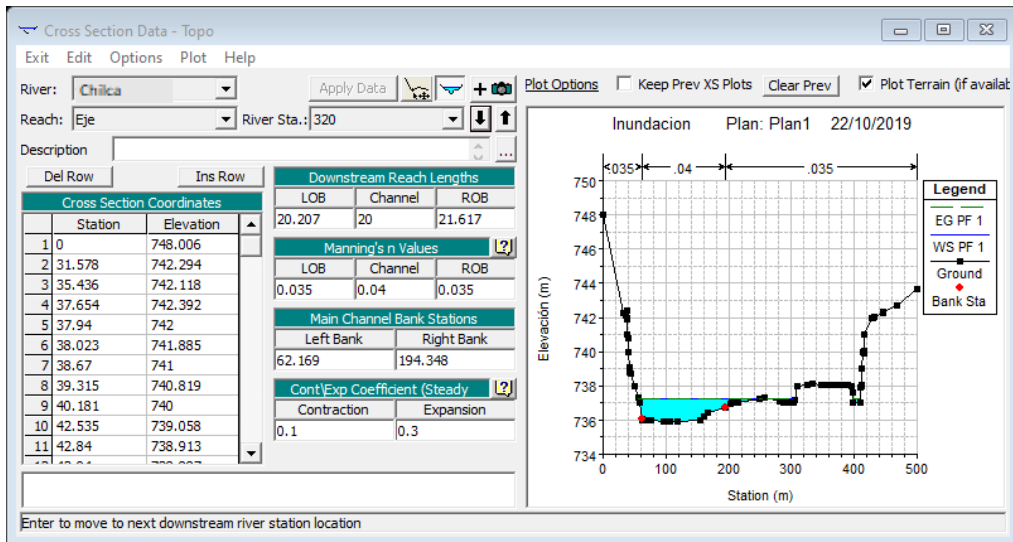 Cross Section Data - Topo
Exit Edit Options Plot Help
River: Chilca Apply Data Plot Options Keep Prev XS Plots Clear Prev Plot Terrain (if availab
Reach: Eje River Sta.: 320
Description ...
Del Row Ins Row
Cross Section Coordinates
Station Elevation
1 0 748.006
2 31.578 742.294
3 35.436 742.118
4 37.654 742.392
5 37.94 742
6 38.023 741.885
7 38.67 741
8 39.315 740.819
9 40.181 740
10 42.535 739.058
11 42.84 738.913
Downstream Reach Lengths
LOB Channel ROB
20.207 20 21.617
Manning's n Values
LOB Channel ROB
0.035 0.04 0.035
Main Channel Bank Stations
Left Bank Right Bank
62.169 194.348
Cont\Exp Coefficient (Steady
Contraction Expansion
0.1 0.3
Inundacion Plan: Plan1 22/10/2019
.035 .04 .035
750
748
746
744
742
740
738
736
734
Elevación (m)
0 100 200 300 400 500
Station (m)
Legend
EG PF 1
WS PF 1
Ground
Bank Sta
Enter to move to next downstream river station location